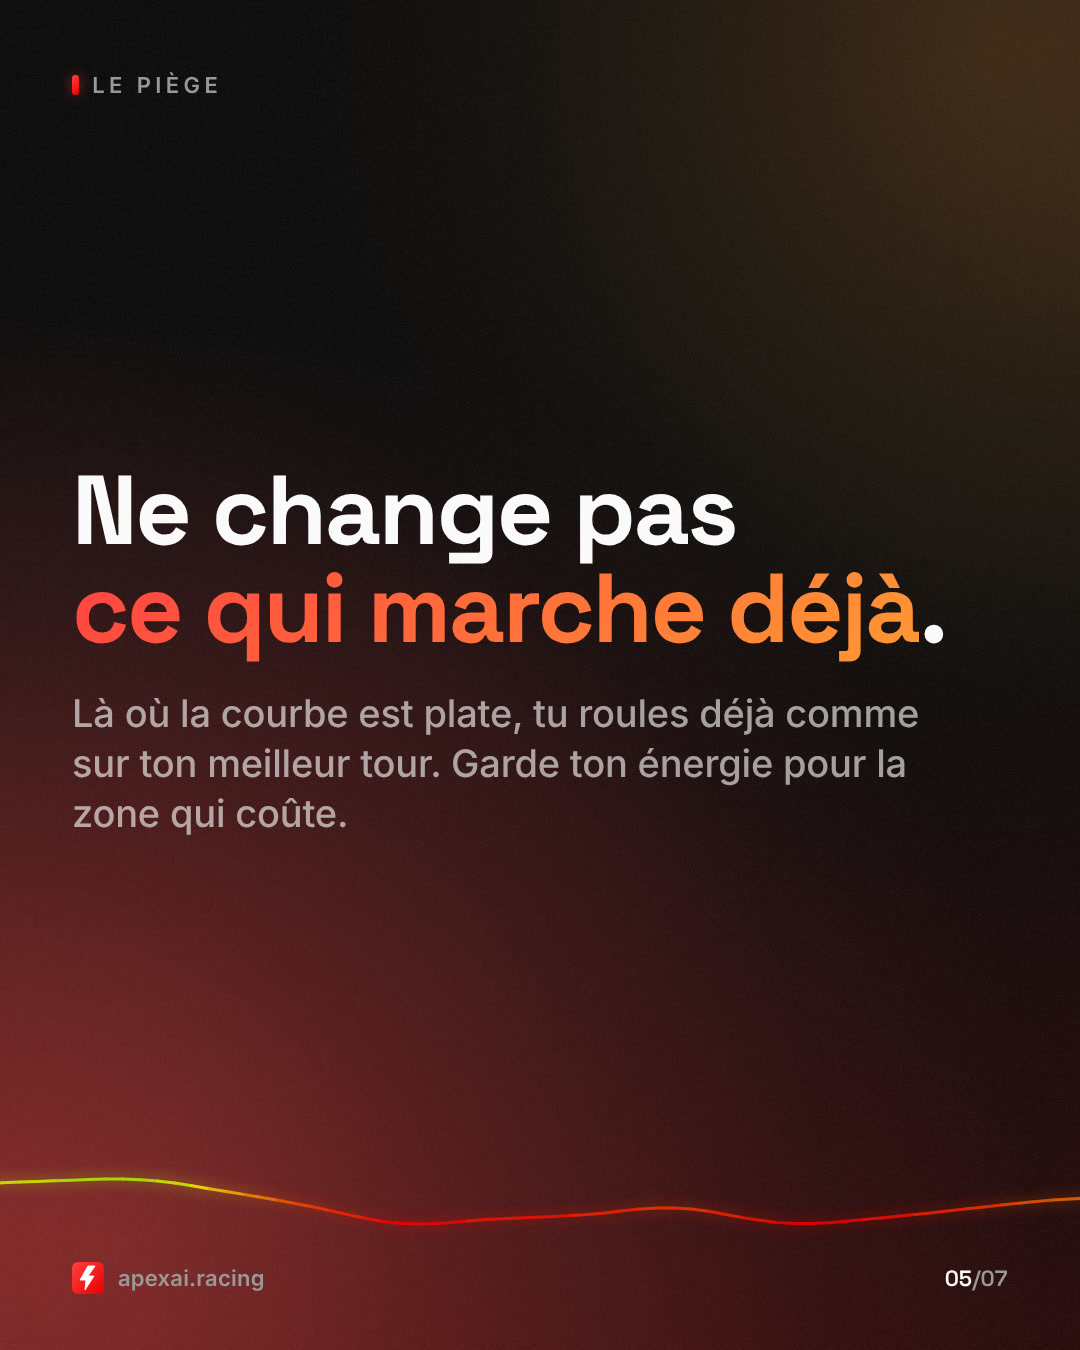 LE PIÈGE
Ne change pas
ce qui marche déjà.
Là où la courbe est plate, tu roules déjà comme
sur ton meilleur tour. Garde ton énergie pour la
zone qui coûte.
apexai.racing
05/07